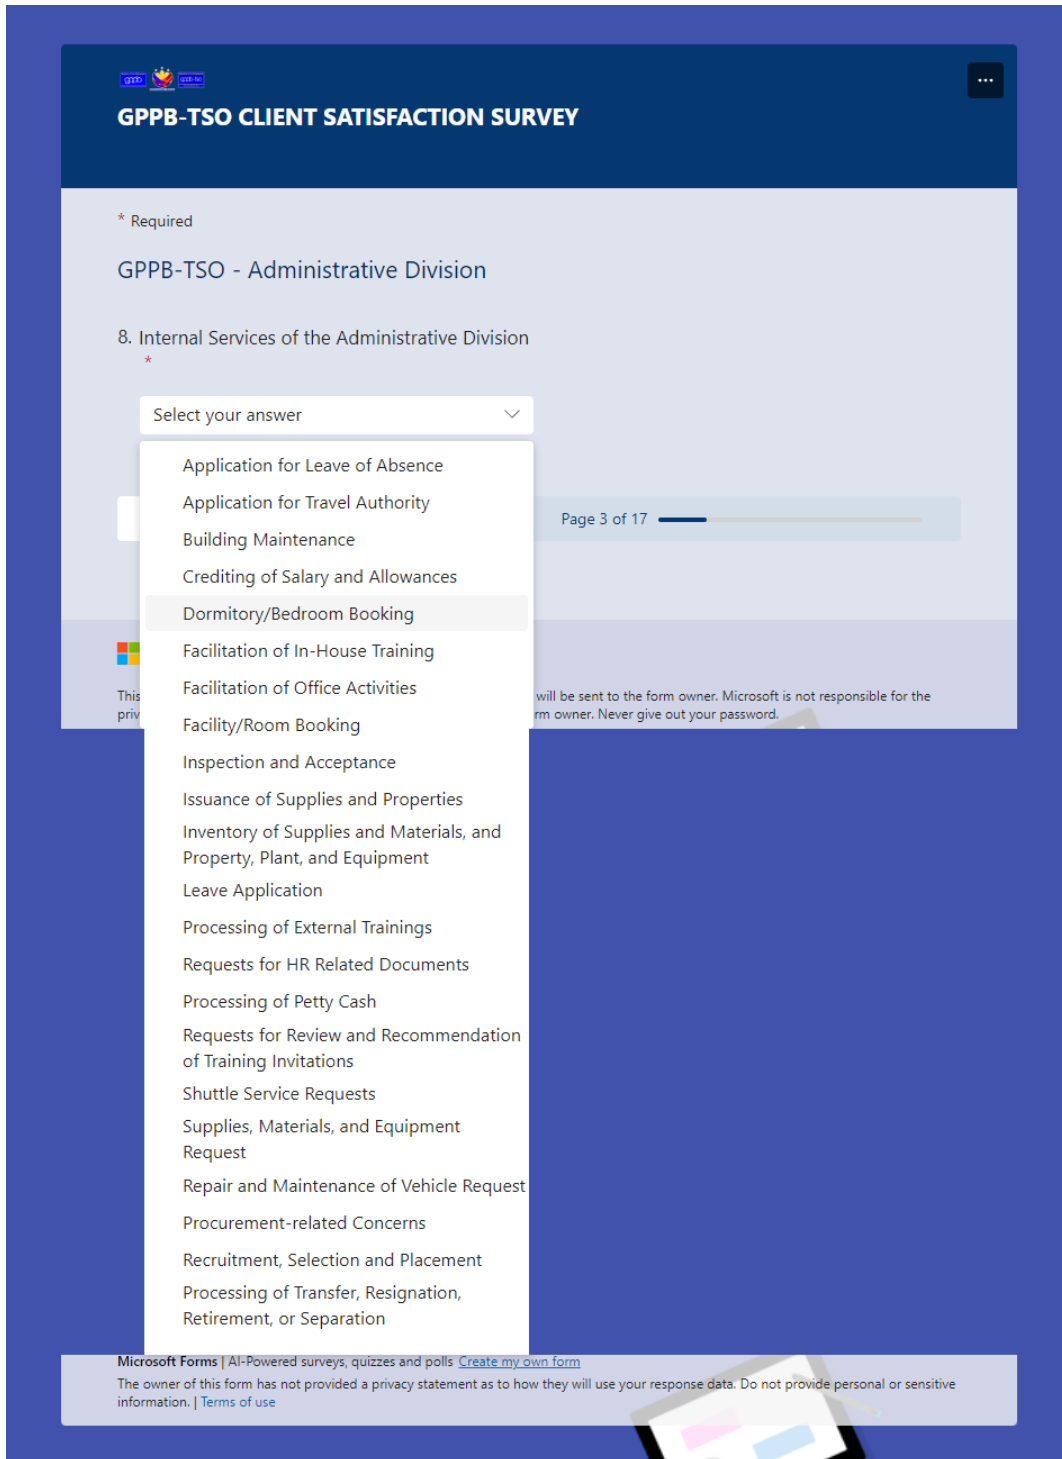 gppb
gppb-tso
...
GPPB-TSO CLIENT SATISFACTION SURVEY
* Required
GPPB-TSO - Administrative Division
8. Internal Services of the Administrative Division
*
Select your answer
Application for Leave of Absence
Application for Travel Authority
Page 3 of 17
Building Maintenance
Crediting of Salary and Allowances
Dormitory/Bedroom Booking
Facilitation of In-House Training
Facilitation of Office Activities
This will be sent to the form owner. Microsoft is not responsible for the
priv rm owner. Never give out your password.
Facility/Room Booking
Inspection and Acceptance
Issuance of Supplies and Properties
Inventory of Supplies and Materials, and
Property, Plant, and Equipment
Leave Application
Processing of External Trainings
Requests for HR Related Documents
Processing of Petty Cash
Requests for Review and Recommendation
of Training Invitations
Shuttle Service Requests
Supplies, Materials, and Equipment
Request
Repair and Maintenance of Vehicle Request
Procurement-related Concerns
Recruitment, Selection and Placement
Processing of Transfer, Resignation,
Retirement, or Separation
Microsoft Forms | AI-Powered surveys, quizzes and polls Create my own form
The owner of this form has not provided a privacy statement as to how they will use your response data. Do not provide personal or sensitive
information. | Terms of use